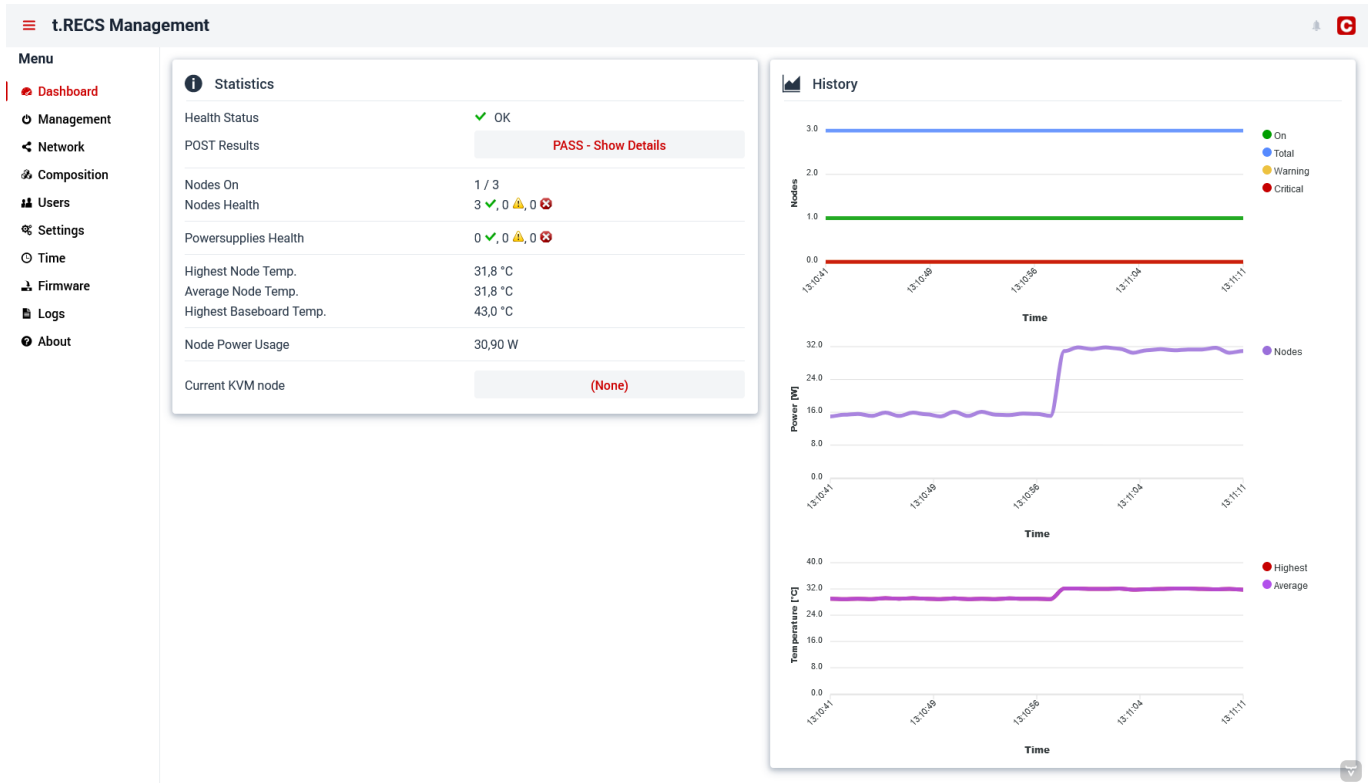 t.RECS Management
C
Menu
Dashboard
Management
Network
Composition
Users
Settings
Time
Firmware
Logs
About
Statistics
Health Status OK
POST Results PASS - Show Details
Nodes On 1 / 3
Nodes Health 3 , 0 , 0
Powersupplies Health 0 , 0 , 0
Highest Node Temp. 31,8 °C
Average Node Temp. 31,8 °C
Highest Baseboard Temp. 43,0 °C
Node Power Usage 30,90 W
Current KVM node (None)
History
Nodes
3.0
2.0
1.0
0.0
13:10:41 13:10:49 13:10:56 13:11:04 13:11:11
Time
On
Total
Warning
Critical
Power [W]
32.0
24.0
16.0
8.0
0.0
13:10:41 13:10:49 13:10:56 13:11:04 13:11:11
Time
Nodes
Temperature [°C]
40.0
32.0
24.0
16.0
8.0
0.0
13:10:41 13:10:49 13:10:56 13:11:04 13:11:11
Time
Highest
Average